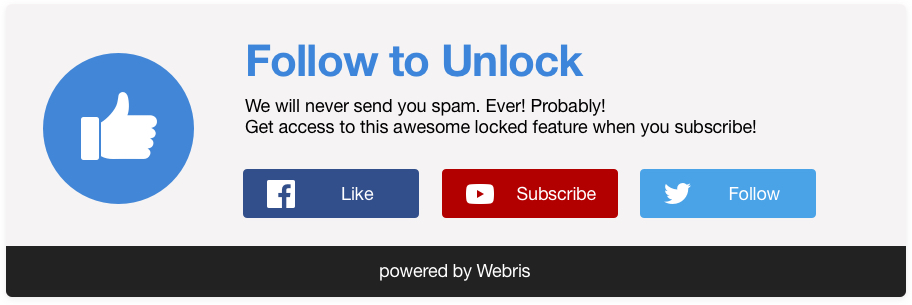 Follow to Unlock
We will never send you spam. Ever! Probably!
Get access to this awesome locked feature when you subscribe!
Like
Subscribe
Follow
powered by Webris